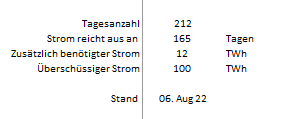 Tagesanzahl 212
Strom reicht aus an 165 Tagen
Zusätzlich benötigter Strom 12 TWh
Überschüssiger Strom 100 TWh
Stand 06. Aug 22